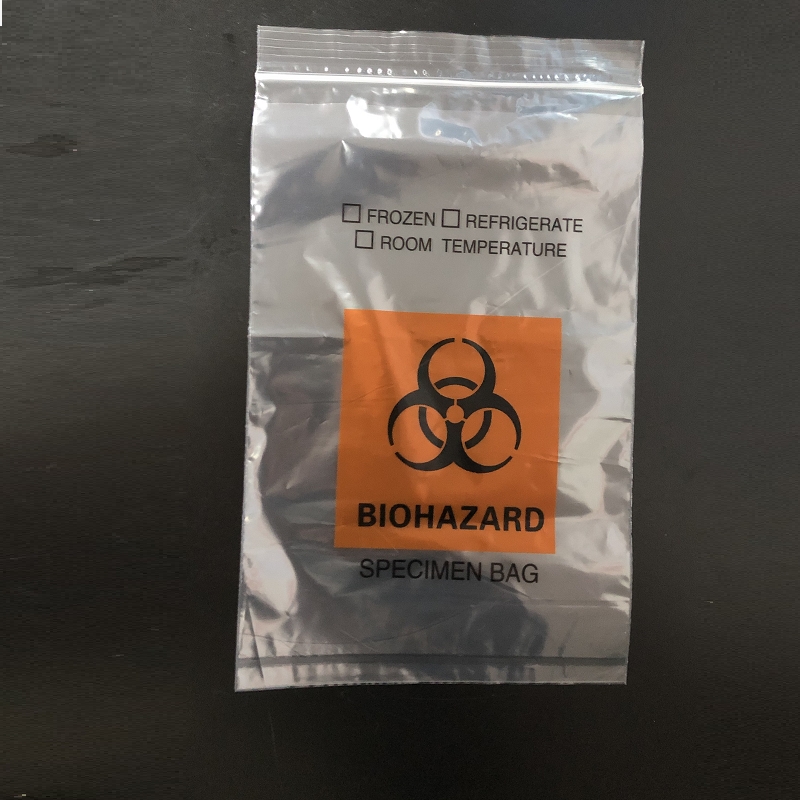 ☐ FROZEN ☐ REFRIGERATE
☐ ROOM TEMPERATURE
BIOHAZARD
SPECIMEN BAG